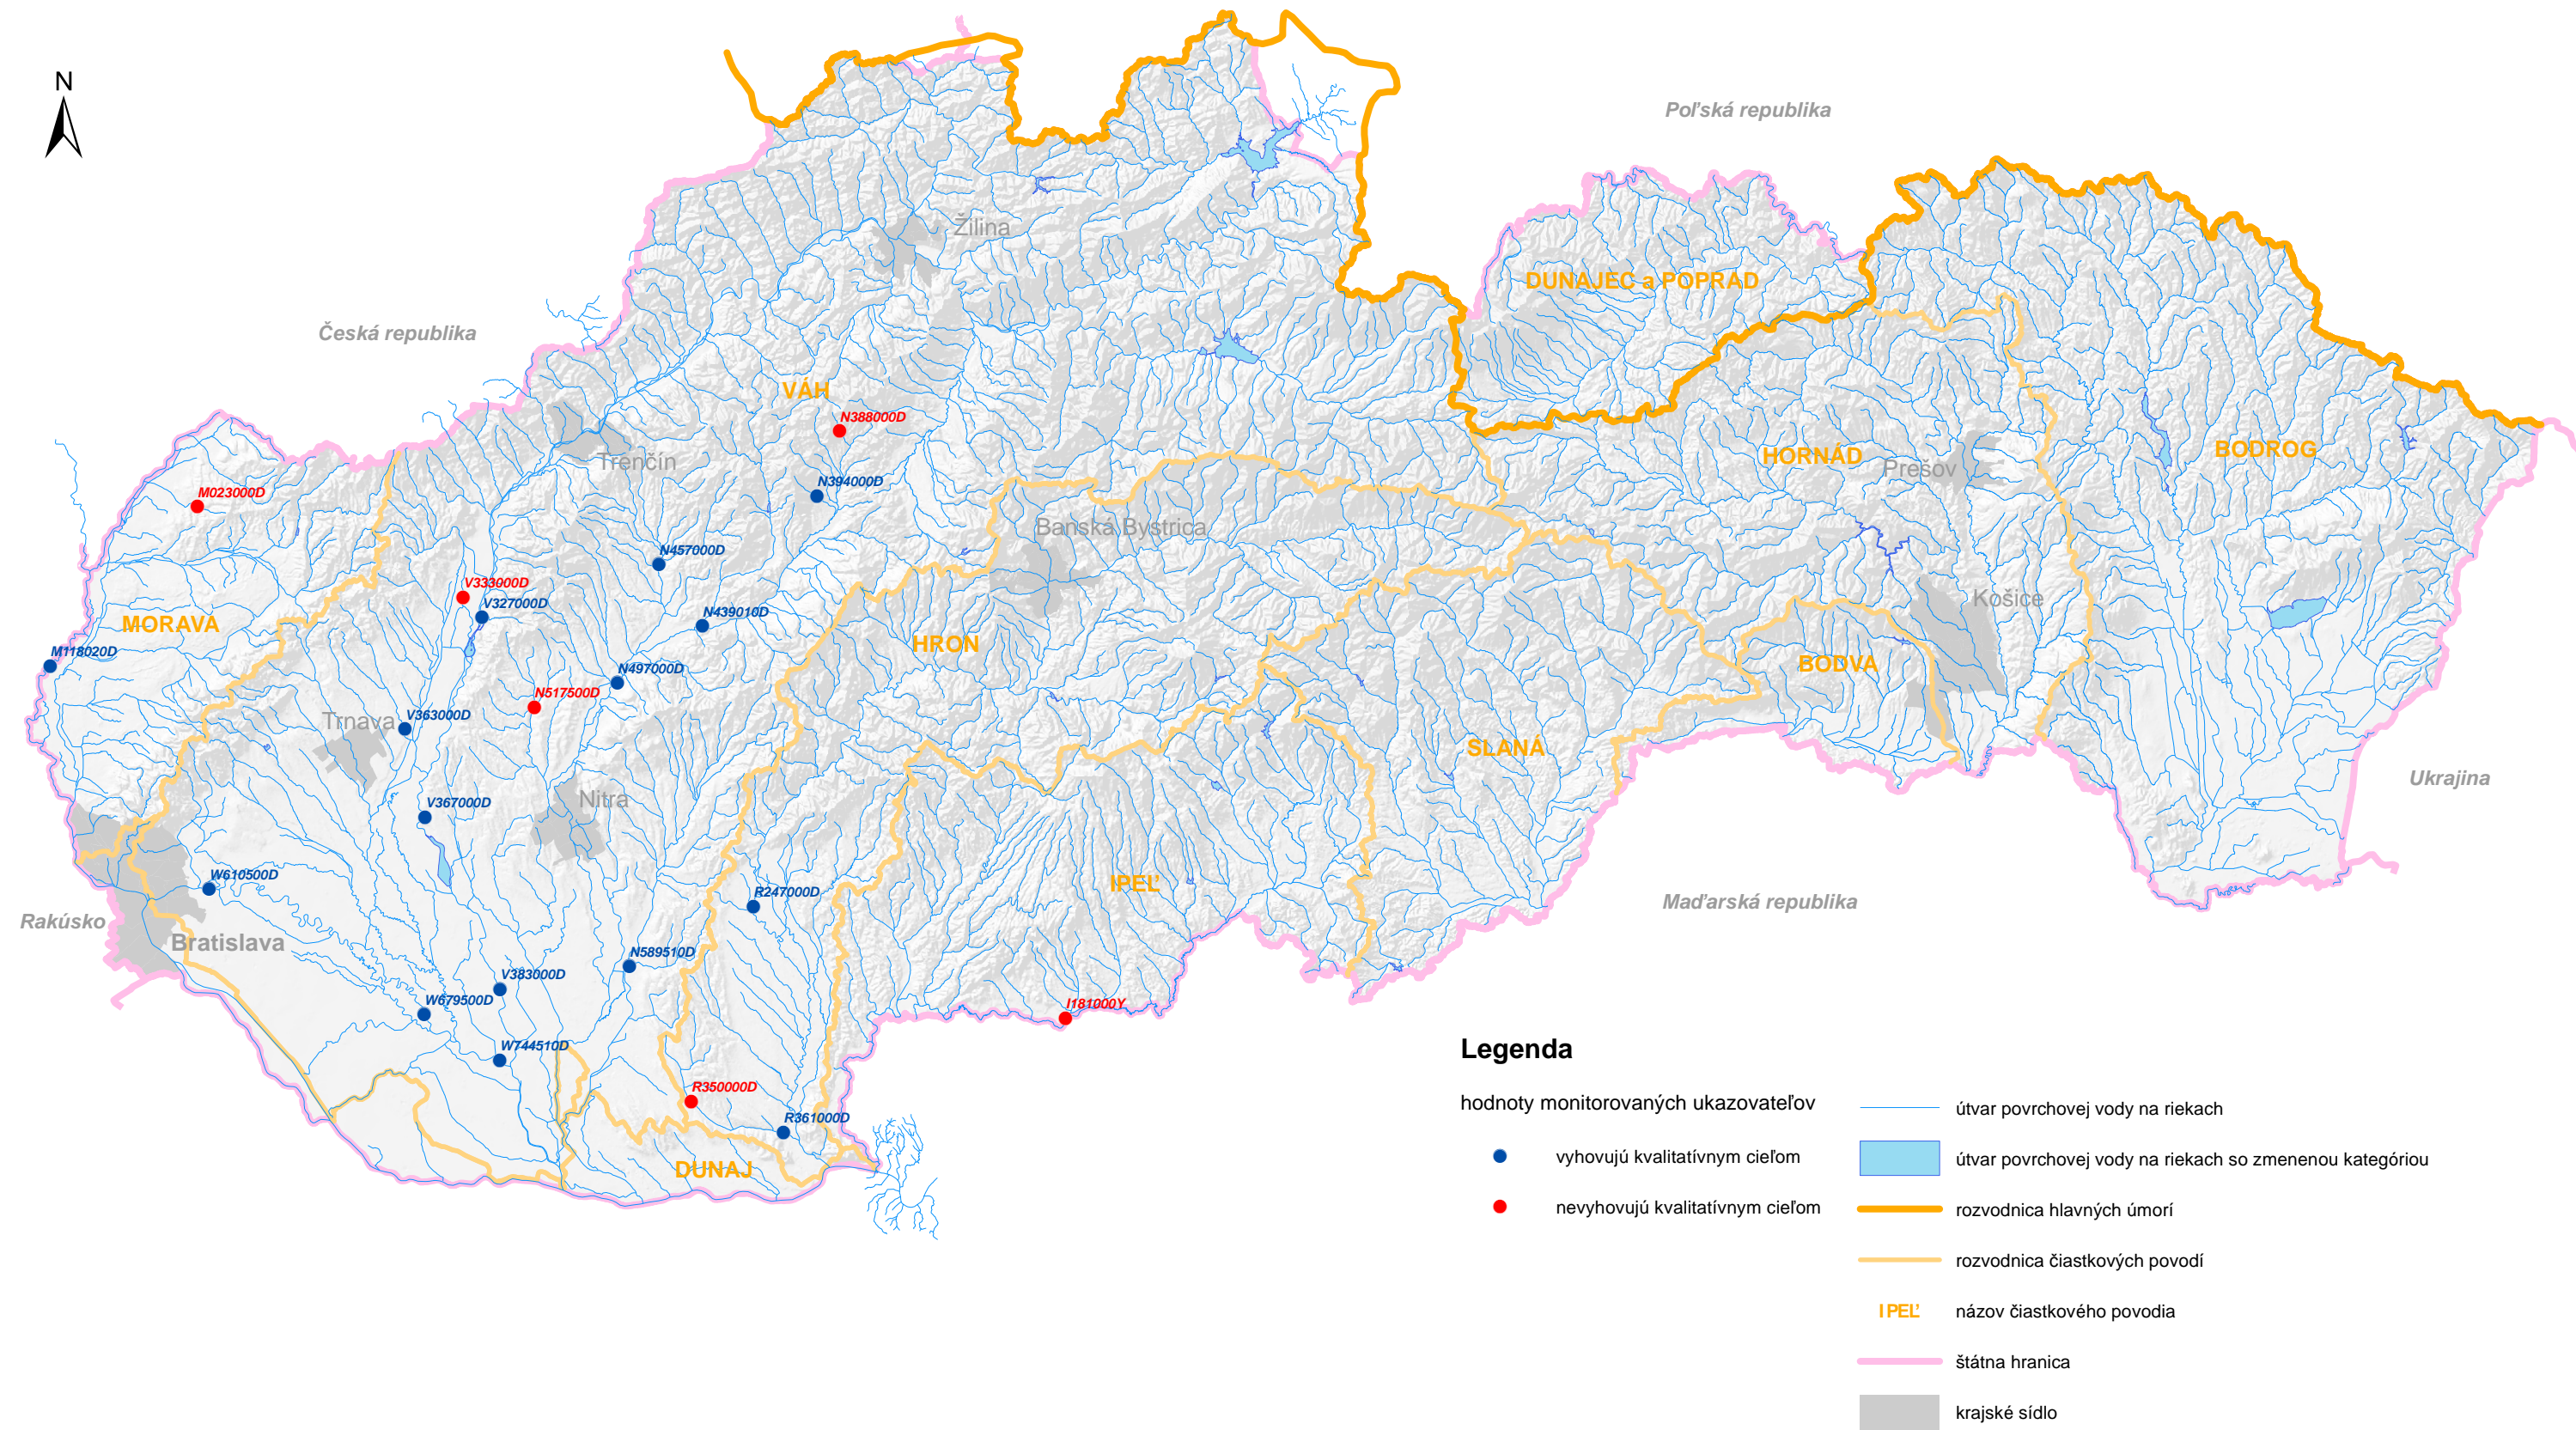 N
Poľská republika
Žilina
DUNAJEC a POPRAD
Česká republika
VÁH
N388000D
Trenčín
HORNÁD
Prešov
BODROG
N394000D
M023000D
Banská Bystrica
N457000D
V333000D
V327000D
Košice
N439010D
MORAVA
HRON
M118020D
BODVA
N497000D
N517500D
V363000D
Trnava
SLANÁ
Ukrajina
Nitra
V367000D
W610500D
IPEĽ
R247000D
Maďarská republika
Rakúsko
Bratislava
N589510D
V383000D
W679500D
I181000Y
W744510D
R350000D
R361000D
DUNAJ
Legenda
hodnoty monitorovaných ukazovateľov
vyhovujú kvalitatívnym cieľom
nevyhovujú kvalitatívnym cieľom
útvar povrchovej vody na riekach
útvar povrchovej vody na riekach so zmenenou kategóriou
rozvodnica hlavných úmorí
rozvodnica čiastkových povodí
IPEĽ názov čiastkového povodia
štátna hranica
krajské sídlo